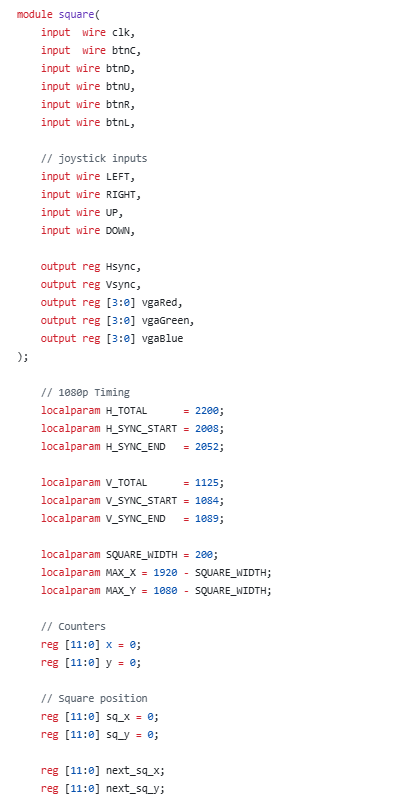 module square(
    input  wire clk,
    input  wire btnC,
    input wire btnD,
    input wire btnU,
    input wire btnR,
    input wire btnL,

    // joystick inputs
    input wire LEFT,
    input wire RIGHT,
    input wire UP,
    input wire DOWN,

    output reg Hsync,
    output reg Vsync,
    output reg [3:0] vgaRed,
    output reg [3:0] vgaGreen,
    output reg [3:0] vgaBlue
);

    // 1080p Timing
    localparam H_TOTAL      = 2200;
    localparam H_SYNC_START = 2008;
    localparam H_SYNC_END   = 2052;

    localparam V_TOTAL      = 1125;
    localparam V_SYNC_START = 1084;
    localparam V_SYNC_END   = 1089;

    localparam SQUARE_WIDTH = 200;
    localparam MAX_X = 1920 - SQUARE_WIDTH;
    localparam MAX_Y = 1080 - SQUARE_WIDTH;

    // Counters
    reg [11:0] x = 0;
    reg [11:0] y = 0;

    // Square position
    reg [11:0] sq_x = 0;
    reg [11:0] sq_y = 0;

    reg [11:0] next_sq_x;
    reg [11:0] next_sq_y;